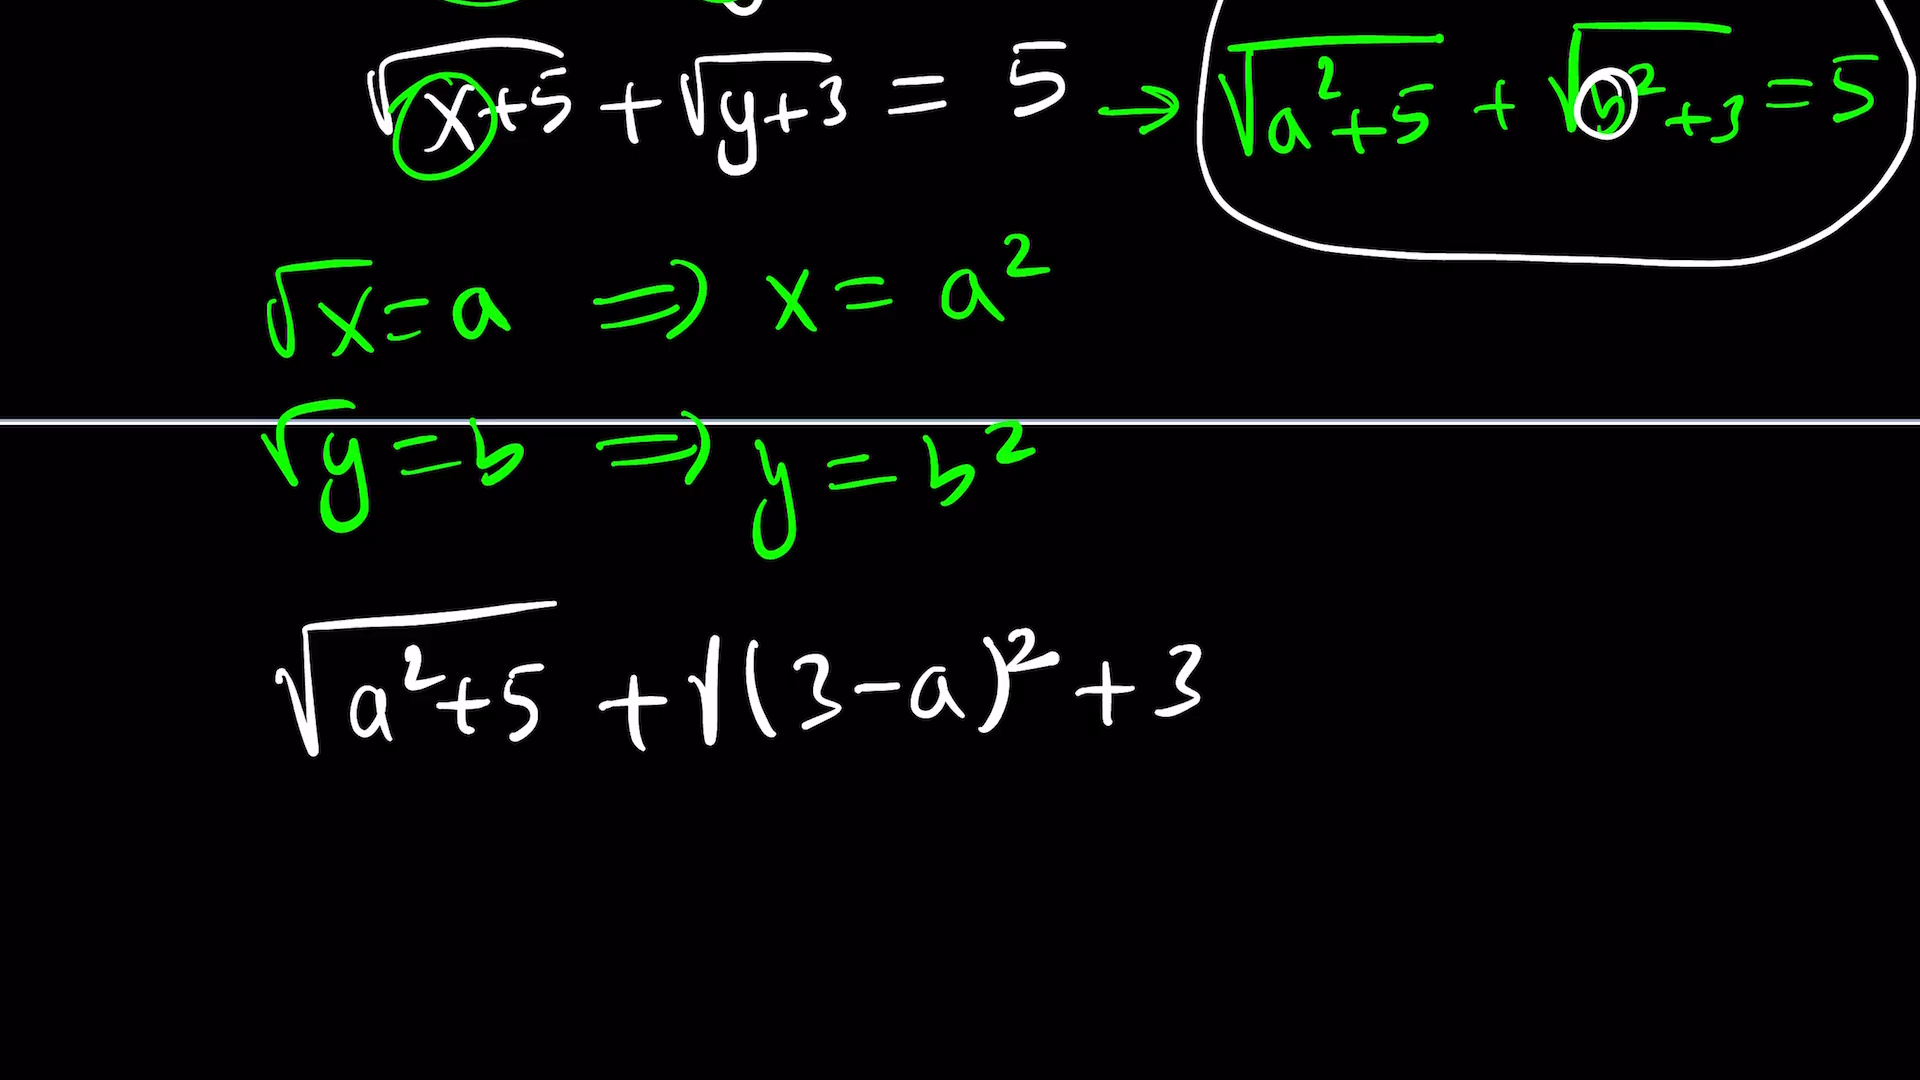 √(x+5) + √(y+3) = 5 → √(a²+5) + √(b²+3) = 5
√x = a ⇒ x = a²
√y = b ⇒ y = b²
√(a²+5) + √(3-a)²+3